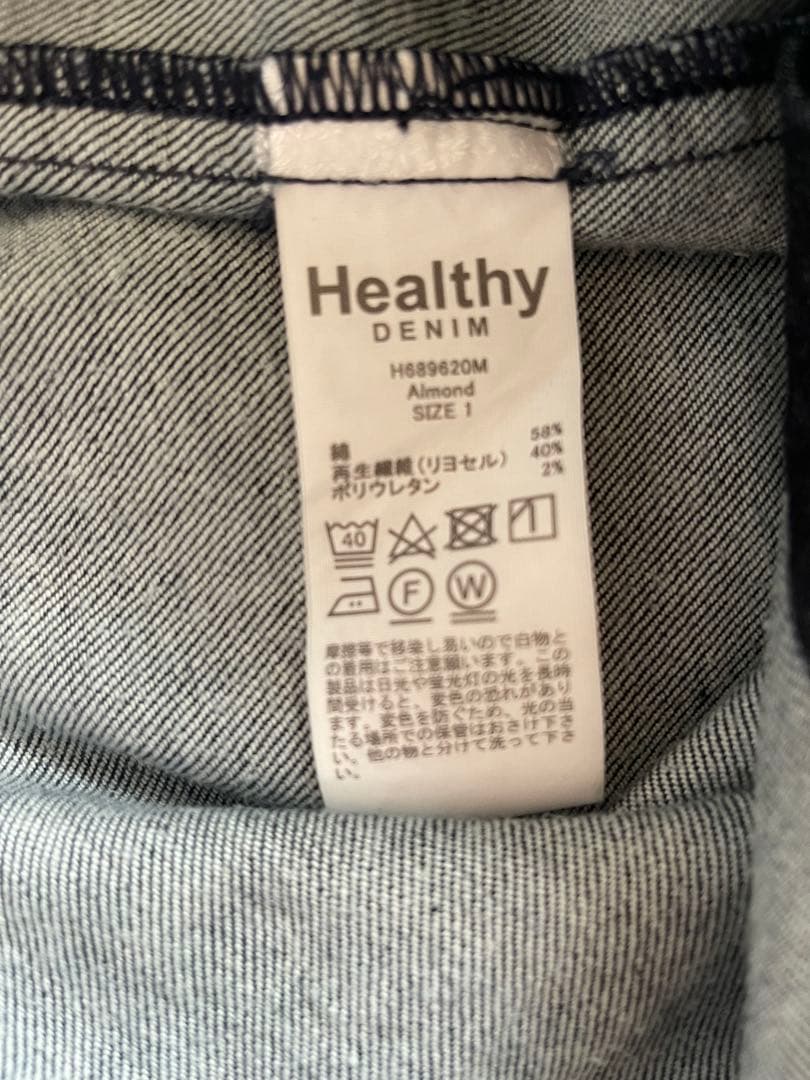 Healthy
DENIM
H689620M
Almond
SIZE 1
綿 58%
再生繊維(リヨセル) 40%
ポリウレタン 2%
40
F W
摩擦等で移染し易いので白物と
の着用はご注意願います。この
製品は日光や蛍光灯の光を長時
間受けると、変色の恐れがあり
ます。変色を防ぐため、光の当
たる場所での保管はおさけ下さ
い。他の物と分けて洗って下さ
い。